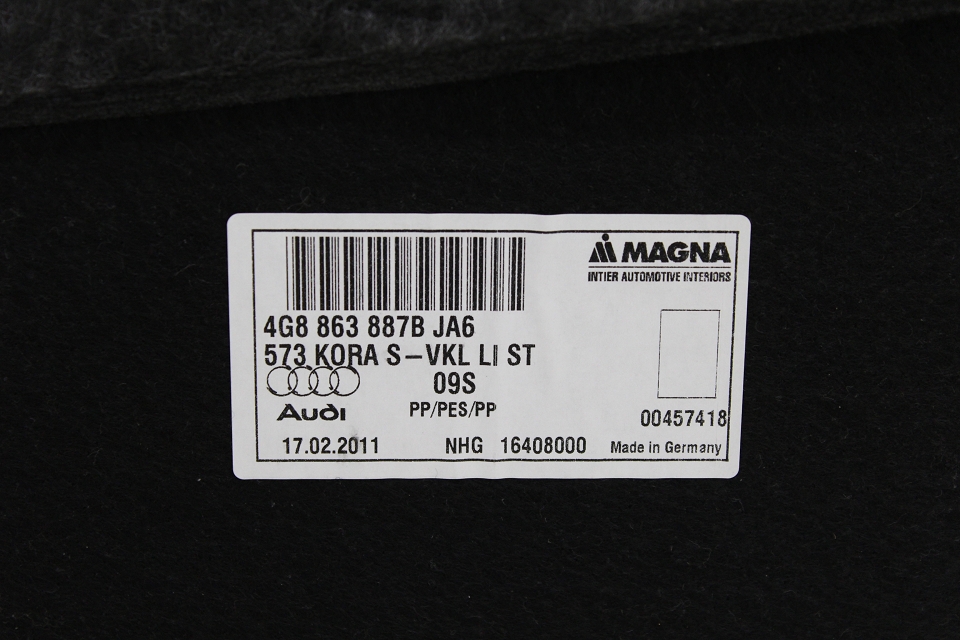 MAGNA
INTIER AUTOMOTIVE INTERIORS
4G8 863 887B JA6
573 KORA S-VKL LI ST
09S
Audi
PP/PES/PP
00457418
17.02.2011 NHG 16408000 Made in Germany